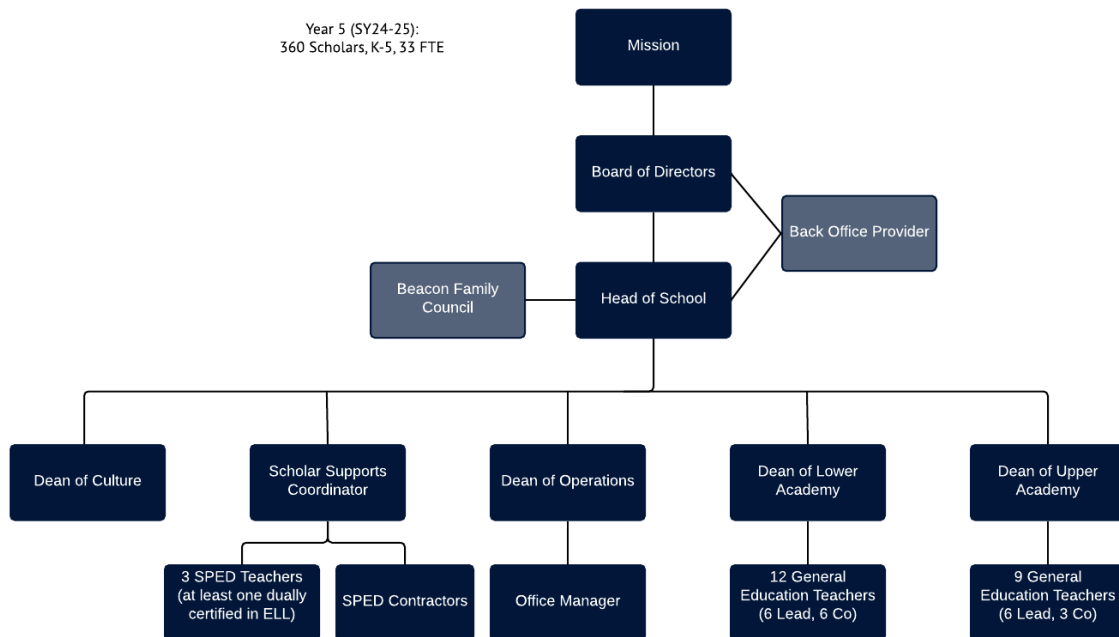 Year 5 (SY24-25):
360 Scholars, K-5, 33 FTE
Mission
Board of Directors
Back Office Provider
Beacon Family
Council
Head of School
Dean of Culture
Scholar Supports
Coordinator
Dean of Operations
Dean of Lower
Academy
Dean of Upper
Academy
3 SPED Teachers
(at least one dually
certified in ELL)
SPED Contractors
Office Manager
12 General
Education Teachers
(6 Lead, 6 Co)
9 General
Education Teachers
(6 Lead, 3 Co)